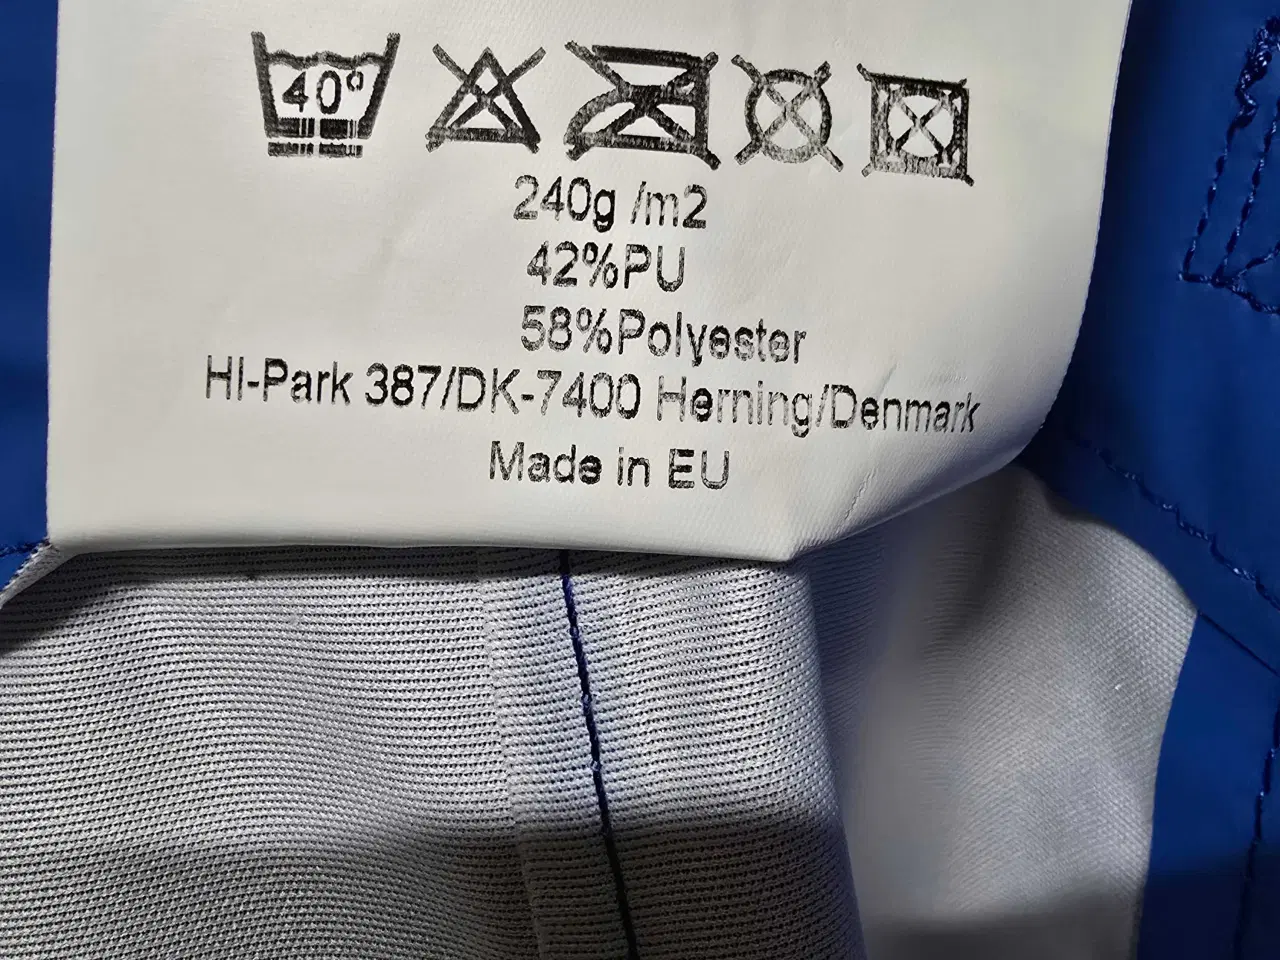 40°
240g /m2
42%PU
58%Polyester
HI-Park 387/DK-7400 Herning/Denmark
Made in EU